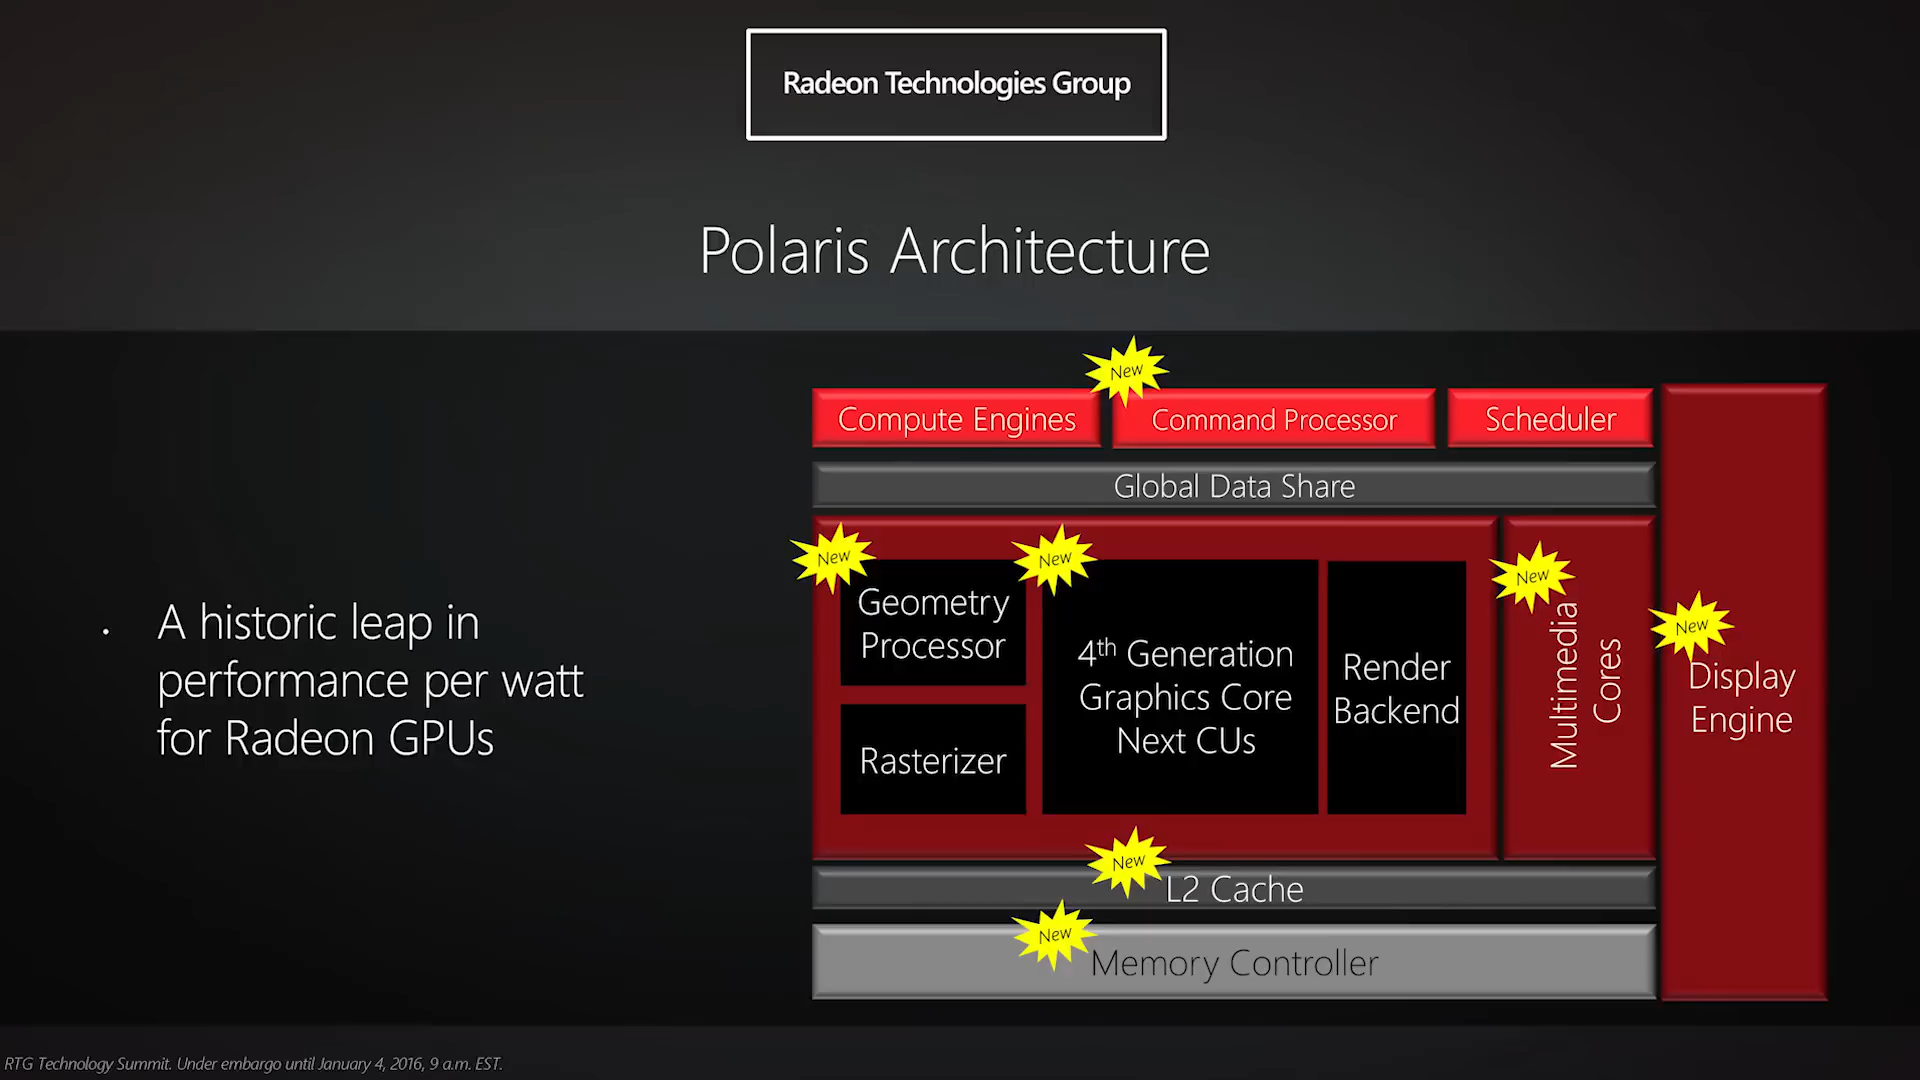 Radeon Technologies Group
Polaris Architecture
• A historic leap in
performance per watt
for Radeon GPUs
New
Compute Engines
Command Processor
Scheduler
Global Data Share
New
Geometry
Processor
Rasterizer
New
4th Generation
Graphics Core
Next CUs
Render
Backend
New
Multimedia
Cores
New
Display
Engine
New
L2 Cache
New
Memory Controller
RTG Technology Summit. Under embargo until January 4, 2016, 9 a.m. EST.